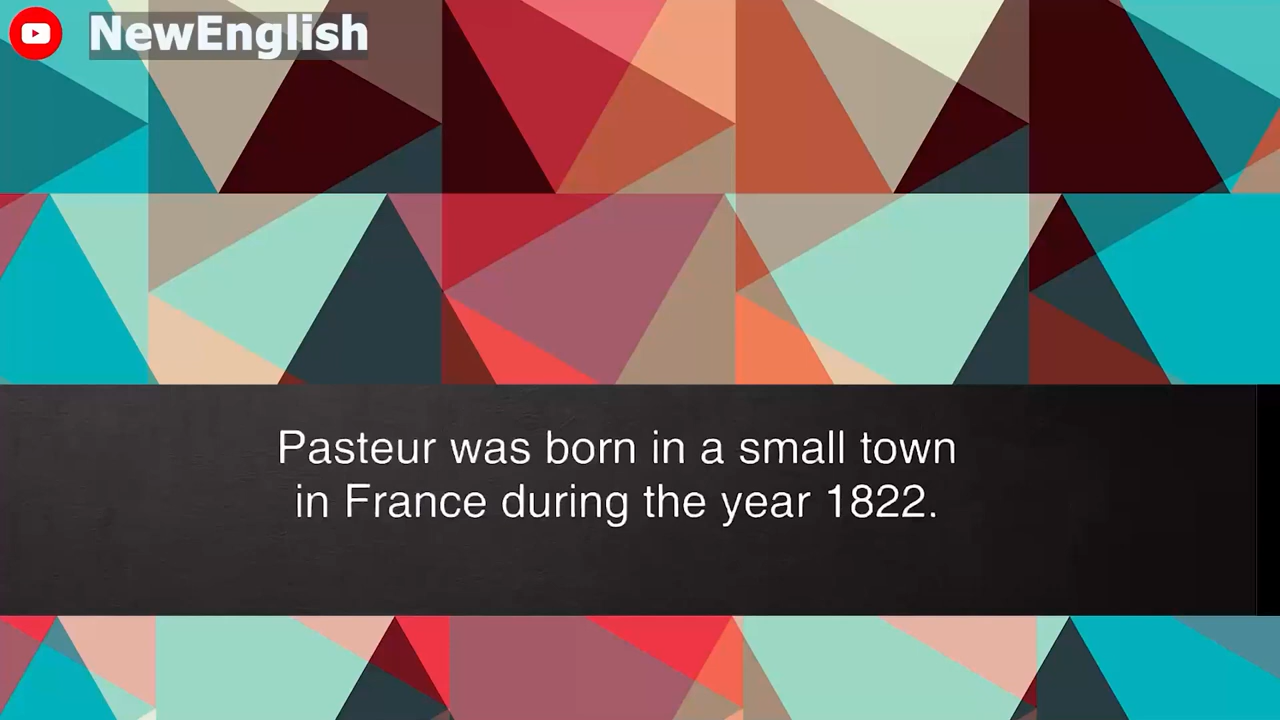 NewEnglish
Pasteur was born in a small town
in France during the year 1822.